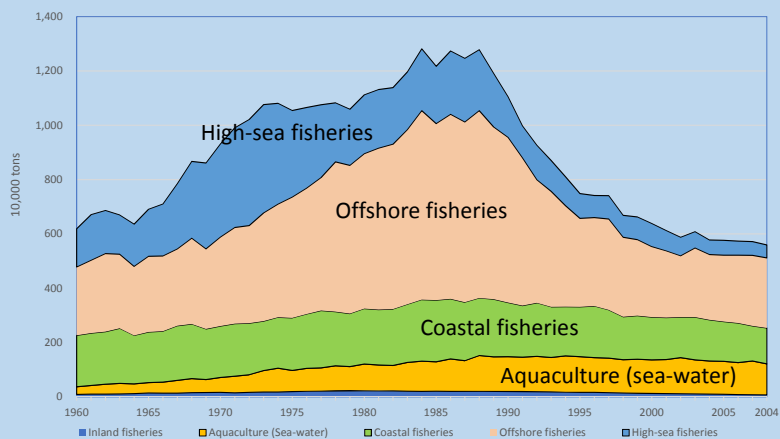 1,400
1,200
1,000
800
600
400
200
0
10,000 tons
High-sea fisheries
Offshore fisheries
Coastal fisheries
Aquaculture (sea-water)
1960 1965 1970 1975 1980 1985 1990 1995 2000 2004
Inland fisheries Aquaculture (Sea-water) Coastal fisheries Offshore fisheries High-sea fisheries